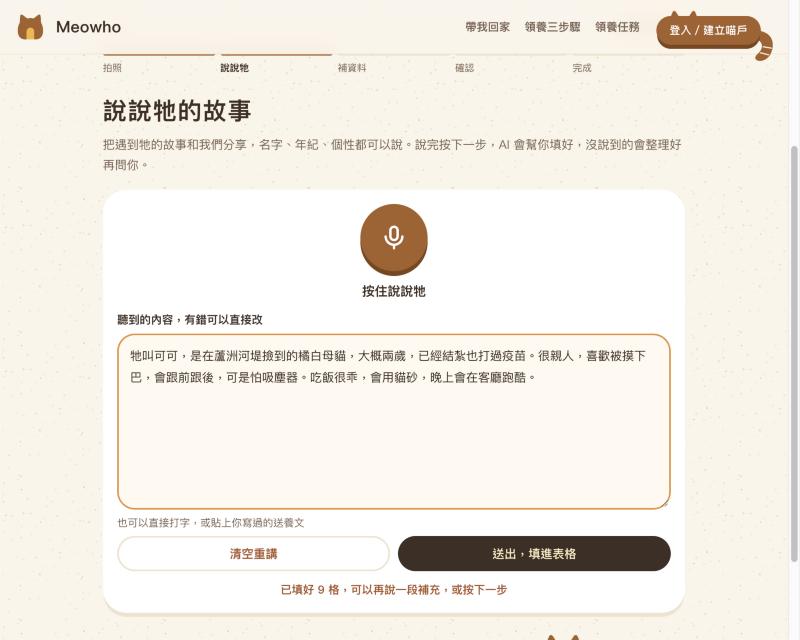 Meowho
帶我回家
領養三步驟
領養任務
登入 / 建立喵戶
拍照
說說牠
補資料
確認
完成
說說牠的故事
把遇到牠的故事和我們分享，名字、年紀、個性都可以說。說完按下一步，AI 會幫你填好，沒說到的會整理好
再問你。
按住說說牠
聽到的內容，有錯可以直接改
牠叫可可，是在蘆洲河堤撿到的橘白母貓，大概兩歲，已經結紮也打過疫苗。很親人，喜歡被摸下
巴，會跟前跟後，可是怕吸塵器。吃飯很乖，會用貓砂，晚上會在客廳跑酷。
也可以直接打字，或貼上你寫過的送養文
清空重講
送出，填進表格
已填好 9 格，可以再說一段補充，或按下一步